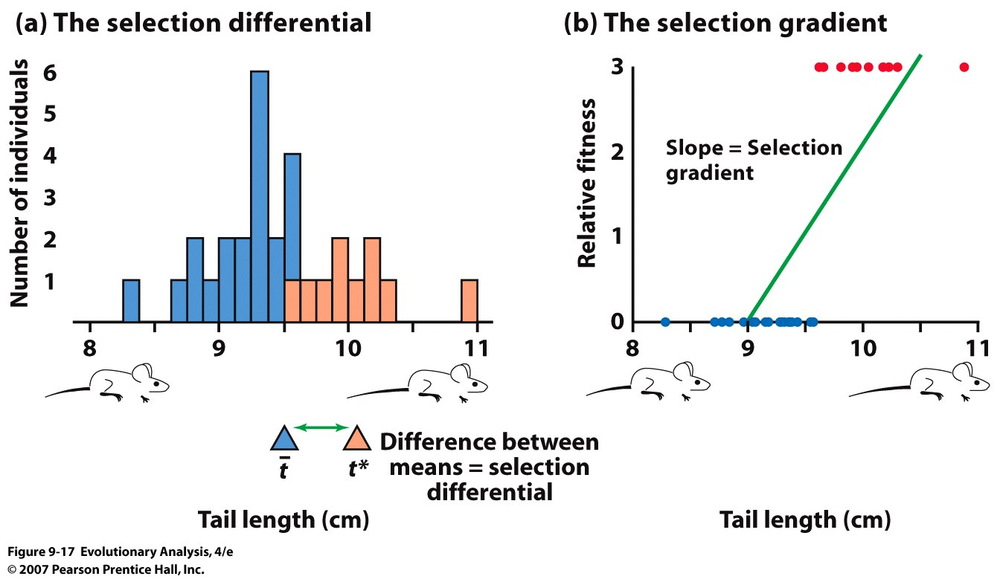 (a) The selection differential
Number of individuals
6
5
4
3
2
1
8 9 10 11
t̄
t*
Difference between
means = selection
differential
Tail length (cm)
(b) The selection gradient
Relative fitness
3
2
1
0
Slope = Selection
gradient
8 9 10 11
Tail length (cm)
Figure 9-17 Evolutionary Analysis, 4/e
© 2007 Pearson Prentice Hall, Inc.